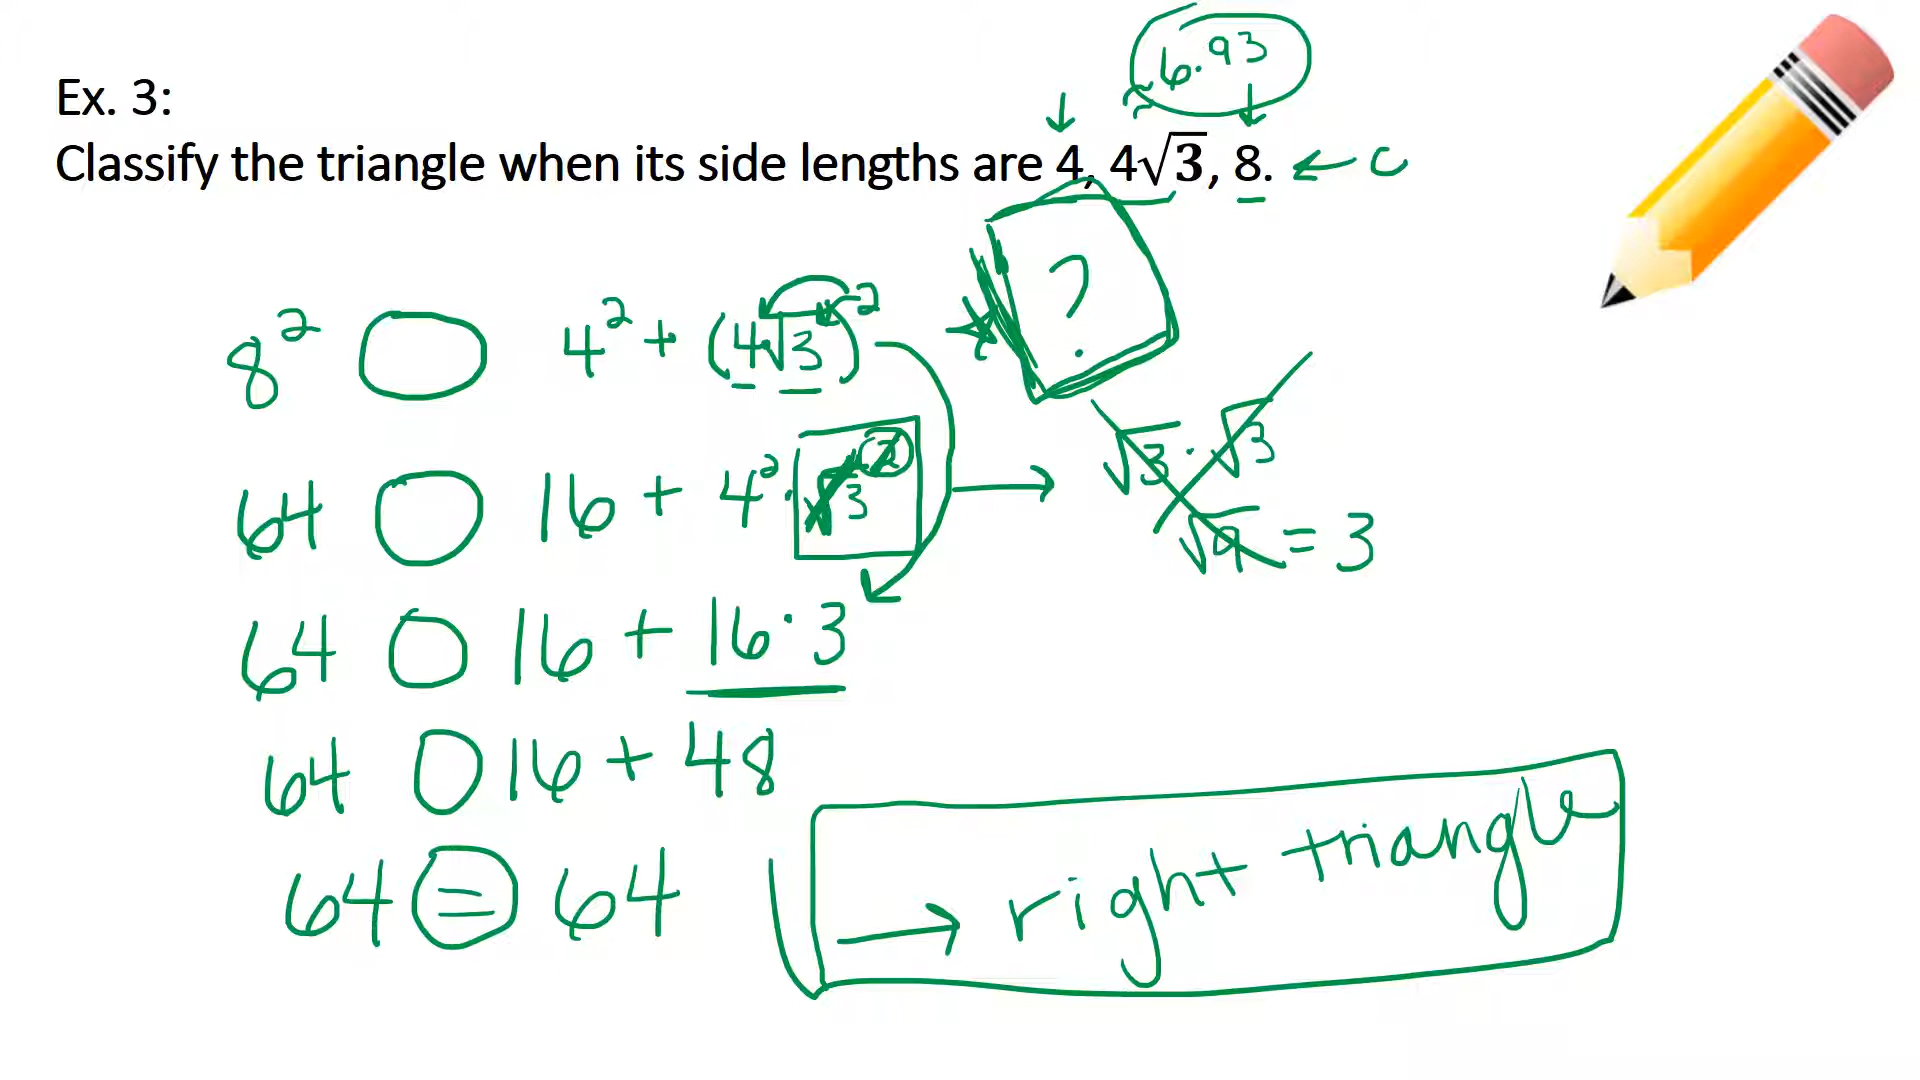 ≈ 6.93
Ex. 3:
Classify the triangle when its side lengths are 4, 4√3, 8. ← c
?
8² ◯ 4² + (4·√3)²
64 ◯ 16 + 4² · √3²
√3 · √3
√9 = 3
64 ◯ 16 + 16 · 3
64 ◯ 16 + 48
64 = 64
→ right triangle